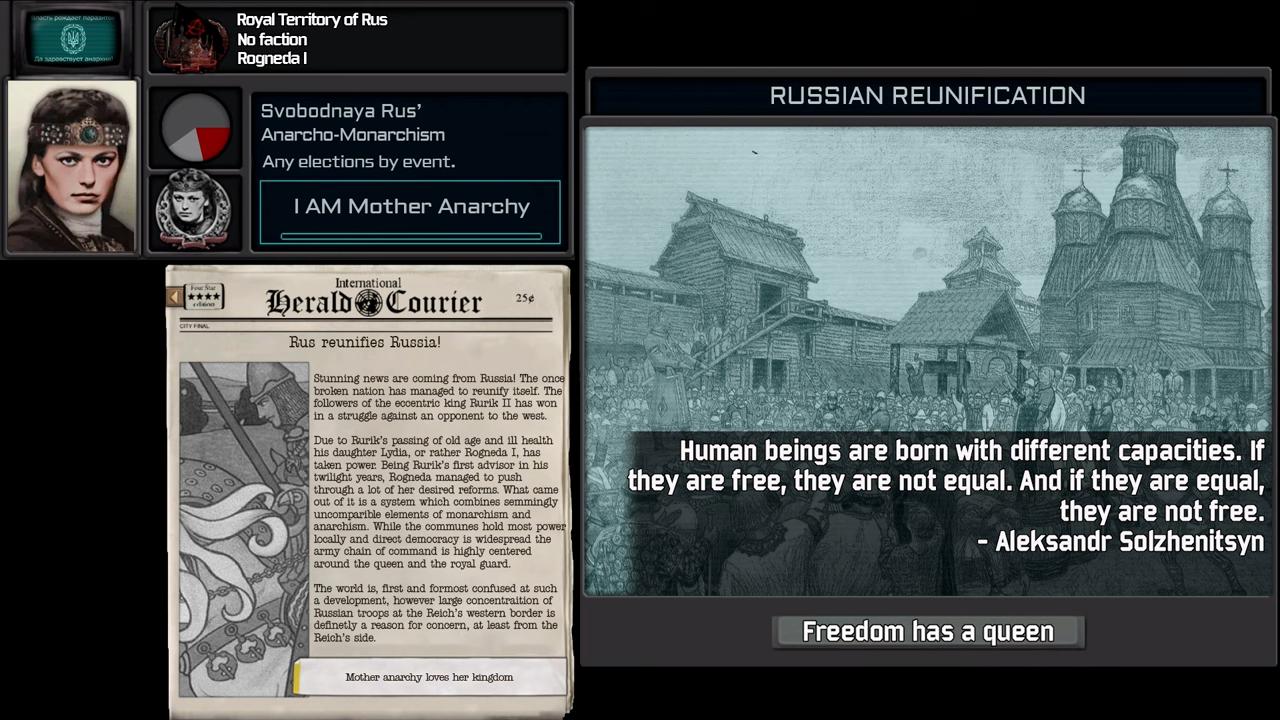 Власть рождает паразитов
Да здравствует анархия!
Royal Territory of Rus
No faction
Rogneda I
Svobodnaya Rus'
Anarcho-Monarchism
Any elections by event.
I AM Mother Anarchy
Four Star
★★★★
edition
International
Herald Courier
25¢
CITY FINAL
Rus reunifies Russia!
Stunning news are coming from Russia! The once
broken nation has managed to reunify itself. The
followers of the eccentric king Rurik II has won
in a struggle against an opponent to the west.
Due to Rurik's passing of old age and ill health
his daughter Lydia, or rather Rogneda I, has
taken power. Being Rurik's first advisor in his
twilight years, Rogneda managed to push
through a lot of her desired reforms. What came
out of it is a system which combines semmingly
uncomparible elements of monarchism and
anarchism. While the communes hold most power
locally and direct democracy is widespread the
army chain of command is highly centered
around the queen and the royal guard.
The world is, first and formost confused at such
a development, however large concentraition of
Russian troops at the Reich's western border is
definetly a reason for concern, at least from the
Reich's side.
Mother anarchy loves her kingdom
RUSSIAN REUNIFICATION
Human beings are born with different capacities. If
they are free, they are not equal. And if they are equal,
they are not free.
- Aleksandr Solzhenitsyn
Freedom has a queen